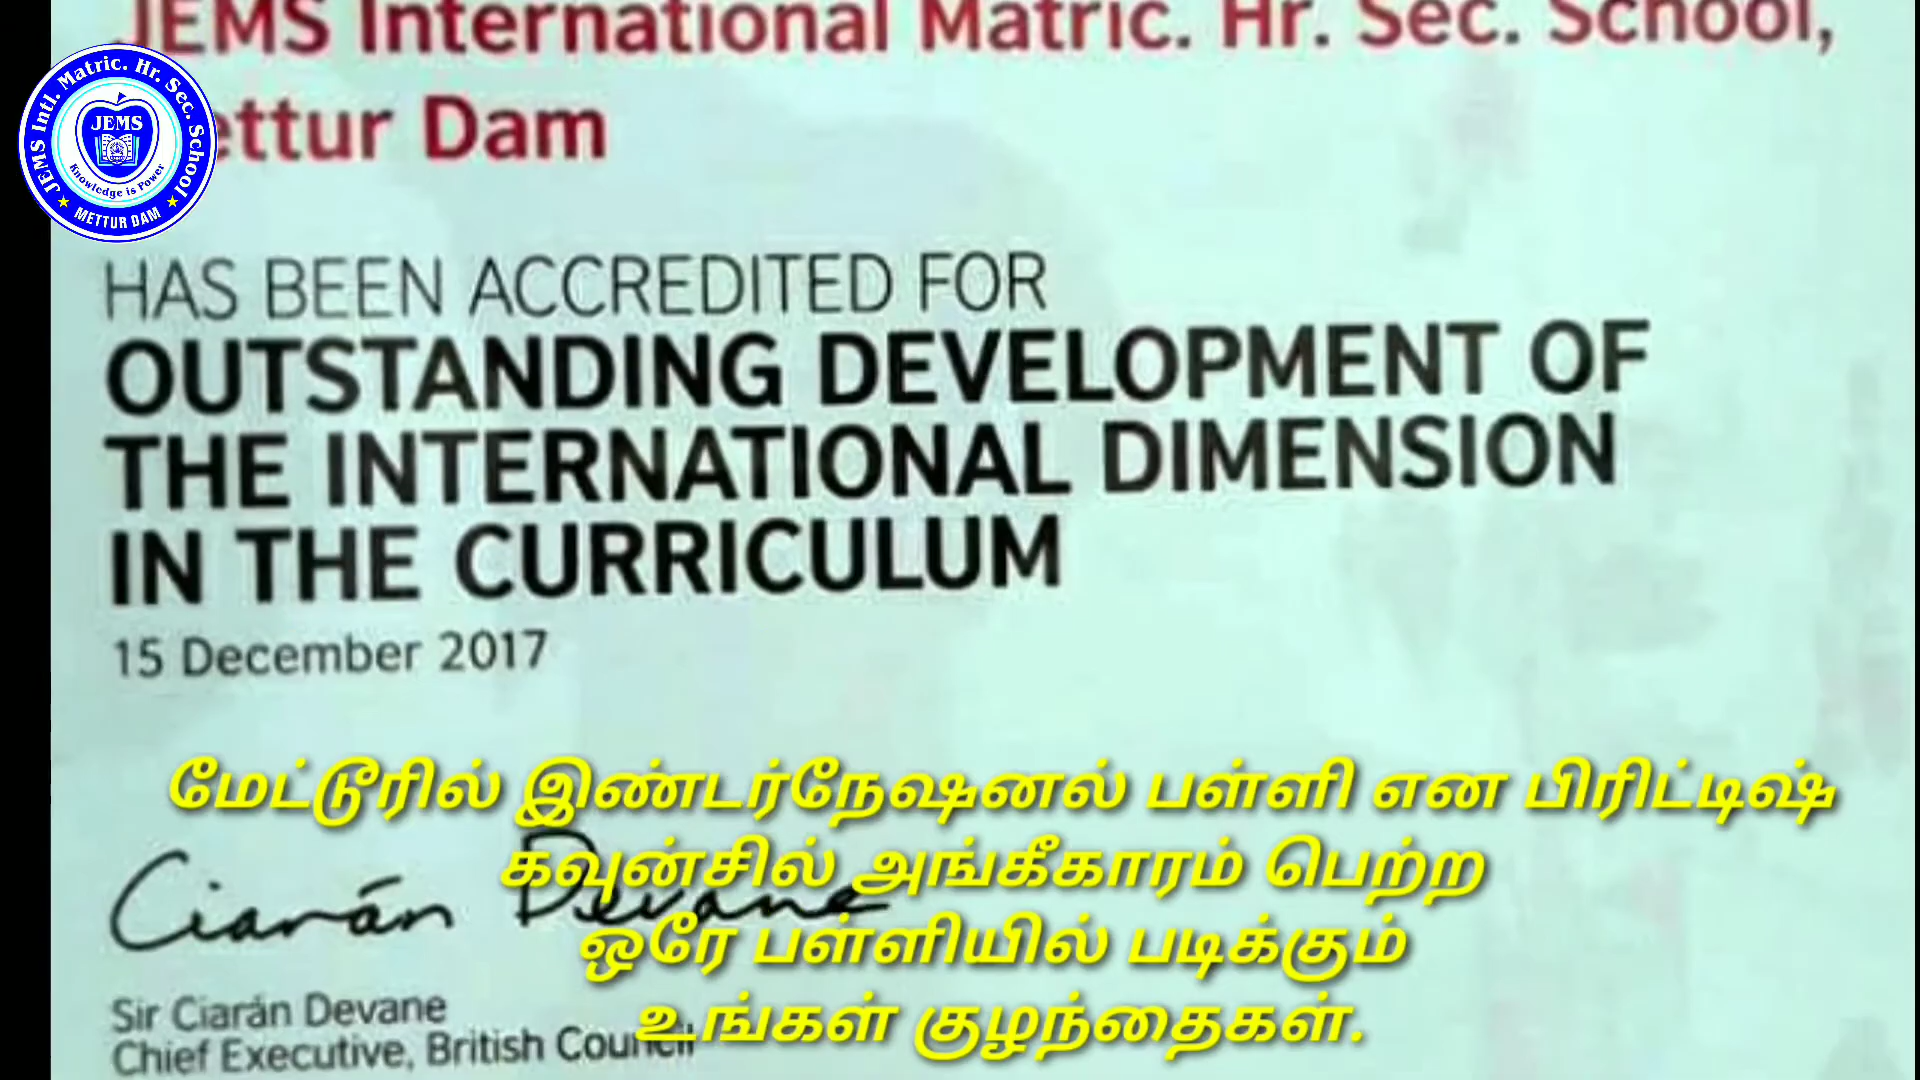 JEMS International Matric. Hr. Sec. School,
ettur Dam
JEMS Intl. Matric. Hr. Sec. School
JEMS
Knowledge is Power
METTUR DAM
HAS BEEN ACCREDITED FOR
OUTSTANDING DEVELOPMENT OF
THE INTERNATIONAL DIMENSION
IN THE CURRICULUM
15 December 2017
மேட்டூரில் இண்டர்நேஷனல் பள்ளி என பிரிட்டிஷ்
கவுன்சில் அங்கீகாரம் பெற்ற
ஒரே பள்ளியில் படிக்கும்
உங்கள் குழந்தைகள்.
Ciarán Devane
Sir Ciarán Devane
Chief Executive, British Council